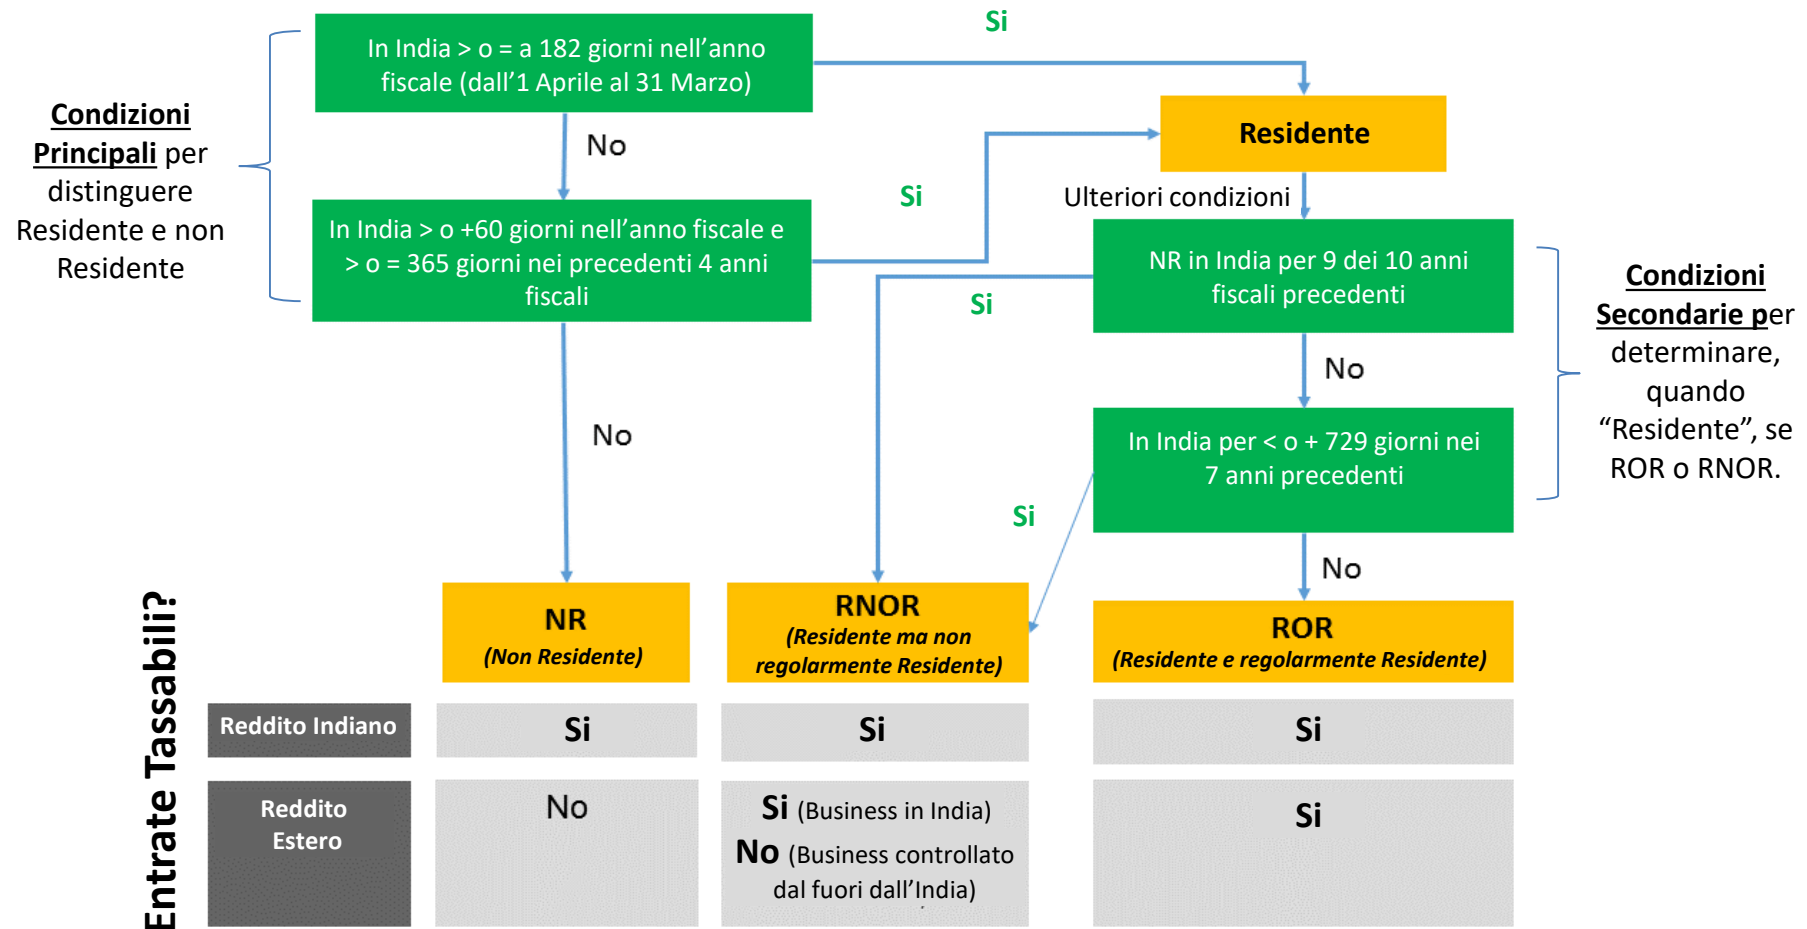 Si
In India > o = a 182 giorni nell'anno
fiscale (dall'1 Aprile al 31 Marzo)
Condizioni
Principali per
distinguere
Residente e non
Residente
No
Residente
Si
Ulteriori condizioni
In India > o +60 giorni nell'anno fiscale e
> o = 365 giorni nei precedenti 4 anni
fiscali
NR in India per 9 dei 10 anni
fiscali precedenti
Si
Condizioni
Secondarie per
determinare,
quando
“Residente”, se
ROR o RNOR.
No
No
In India per < o + 729 giorni nei
7 anni precedenti
Si
No
Entrate Tassabili?
NR
(Non Residente)
RNOR
(Residente ma non
regolarmente Residente)
ROR
(Residente e regolarmente Residente)
Reddito Indiano
Si
Si
Si
Reddito
Estero
No
Si (Business in India)
No (Business controllato
dal fuori dall'India)
Si